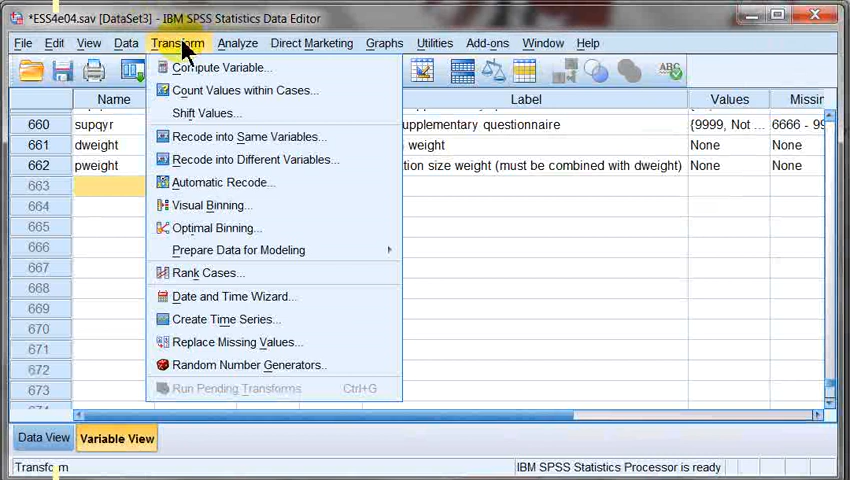 *ESS4e04.sav [DataSet3] - IBM SPSS Statistics Data Editor
File Edit View Data Transform Analyze Direct Marketing Graphs Utilities Add-ons Window Help
Compute Variable...
Count Values within Cases...
Shift Values...
Recode into Same Variables...
Recode into Different Variables...
Automatic Recode...
Visual Binning...
Optimal Binning...
Prepare Data for Modeling
Rank Cases...
Date and Time Wizard...
Create Time Series...
Replace Missing Values...
Random Number Generators..
Run Pending Transforms Ctrl+G
Name Label Values Missin
660 supqyr upplementary questionnaire {9999, Not ... 6666 - 99
661 dweight weight None None
662 pweight tion size weight (must be combined with dweight) None None
663
664
665
666
667
668
669
670
671
672
673
Data View Variable View
Transform IBM SPSS Statistics Processor is ready